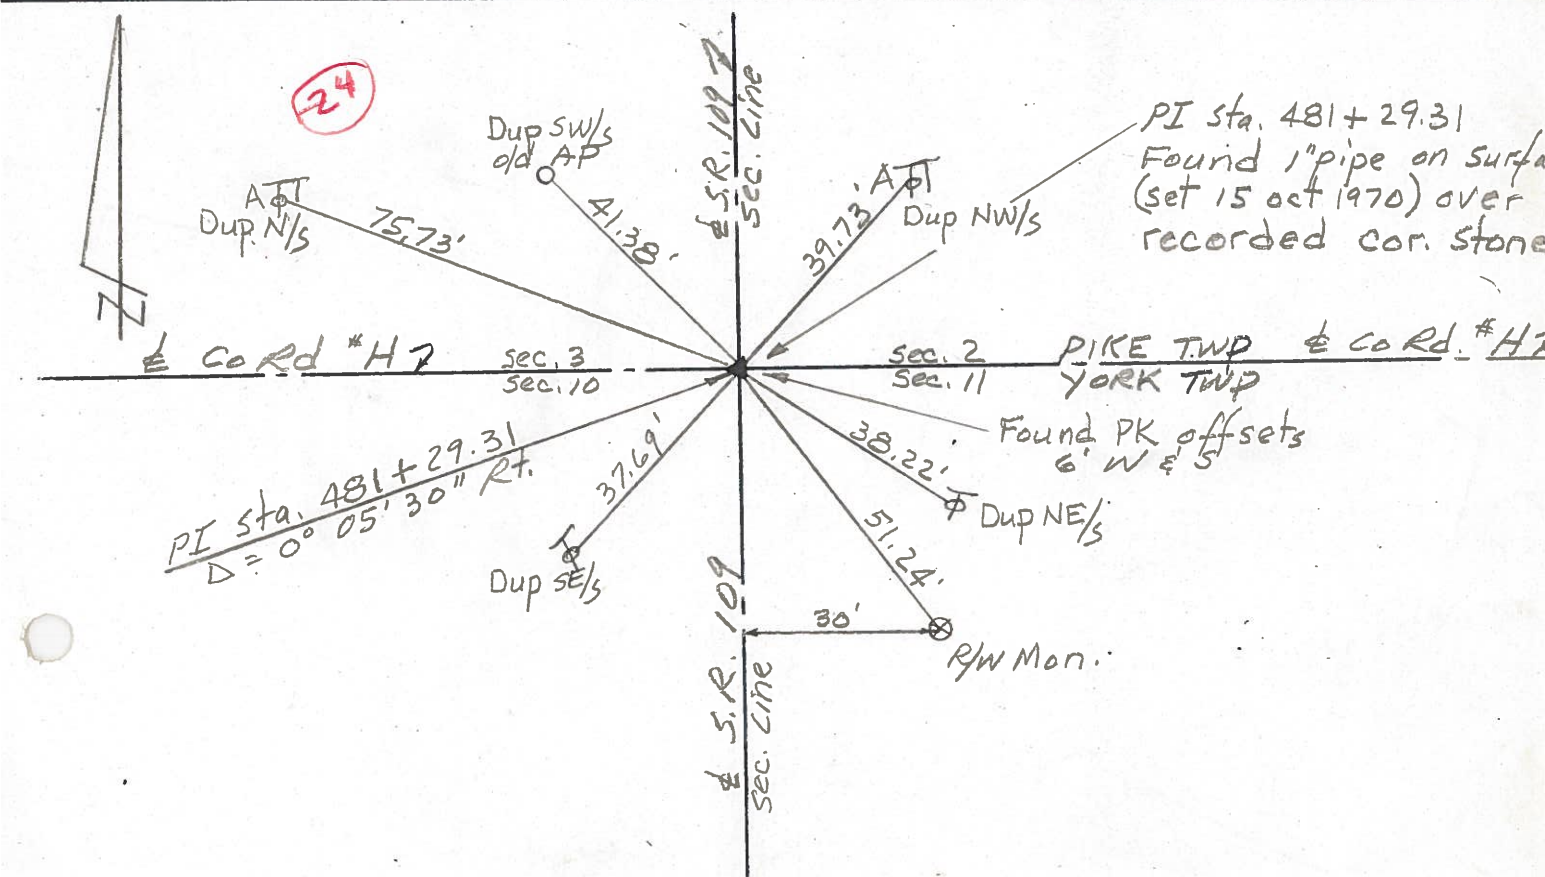 24
Dup SW/s
old AP
℄ S.R. 109
Sec. Line
PI sta. 481 + 29.31
Found 1" pipe on
(set 15 oct 1970) over
recorded cor. stone
A
Dup N/s
75.73'
41.38'
39.73'
A
Dup NW/s
N
℄ Co Rd #H7
sec. 3
sec. 10
sec. 2
sec. 11
PIKE TWP
YORK TWP
℄ Co Rd. #H7
PI sta. 481 + 29.31
D = 0° 05' 30" Rt.
37.69'
38.22'
Found PK offsets
6' W & S
Dup NE/s
Dup SE/s
51.24'
30'
R/W Mon.
℄ S.R. 109
Sec. Line